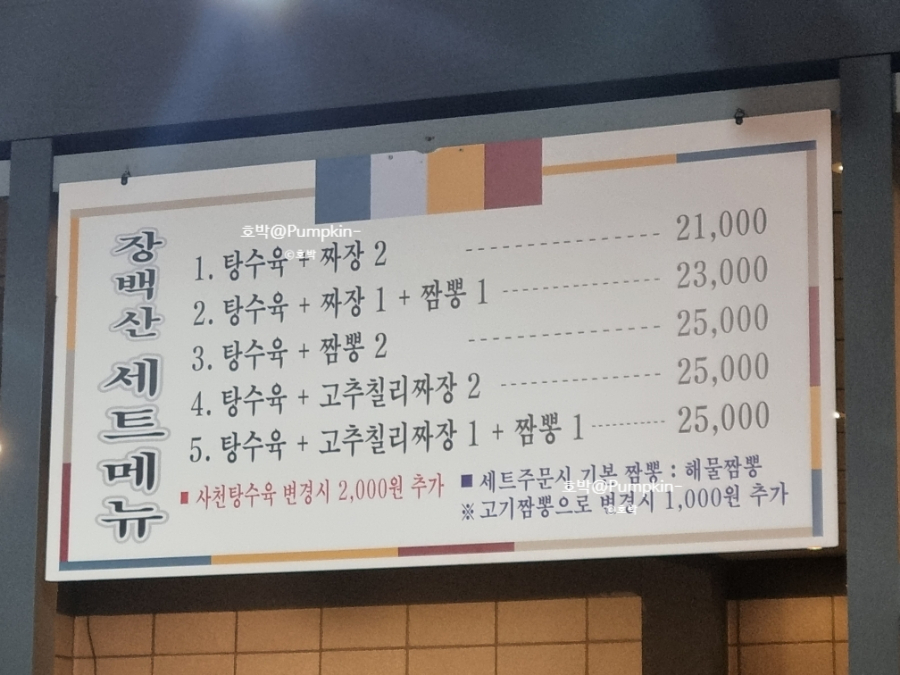 장백산 세트메뉴
1. 탕수육 + 짜장 2 21,000
2. 탕수육 + 짜장 1 + 짬뽕 1 23,000
3. 탕수육 + 짬뽕 2 25,000
4. 탕수육 + 고추칠리짜장 2 25,000
5. 탕수육 + 고추칠리짜장 1 + 짬뽕 1 25,000
■ 사천탕수육 변경시 2,000원 추가
■ 세트주문시 기본 짬뽕 : 해물짬뽕
※ 고기짬뽕으로 변경시 1,000원 추가
호박@Pumpkin~
©호박
호박@Pumpkin~